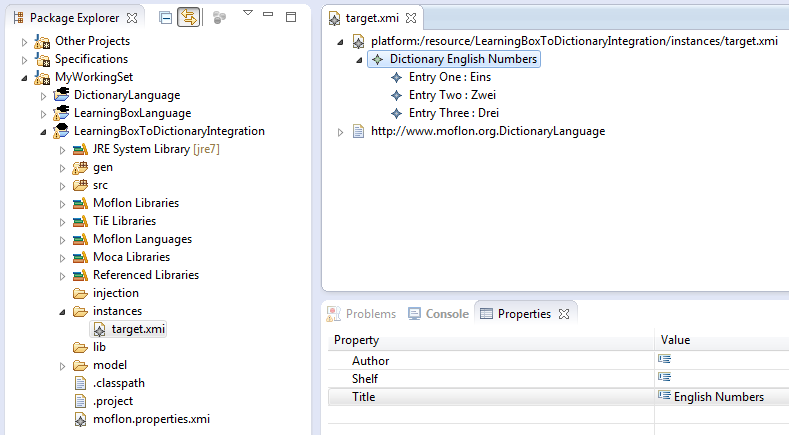 Package Explorer
Other Projects
Specifications
MyWorkingSet
DictionaryLanguage
LearningBoxLanguage
LearningBoxToDictionaryIntegration
JRE System Library [jre7]
gen
src
Moflon Libraries
TiE Libraries
Moflon Languages
Moca Libraries
Referenced Libraries
injection
instances
target.xmi
lib
model
.classpath
.project
moflon.properties.xmi
target.xmi
platform:/resource/LearningBoxToDictionaryIntegration/instances/target.xmi
Dictionary English Numbers
Entry One : Eins
Entry Two : Zwei
Entry Three : Drei
http://www.moflon.org.DictionaryLanguage
Problems Console Properties
Property Value
Author
Shelf
Title English Numbers